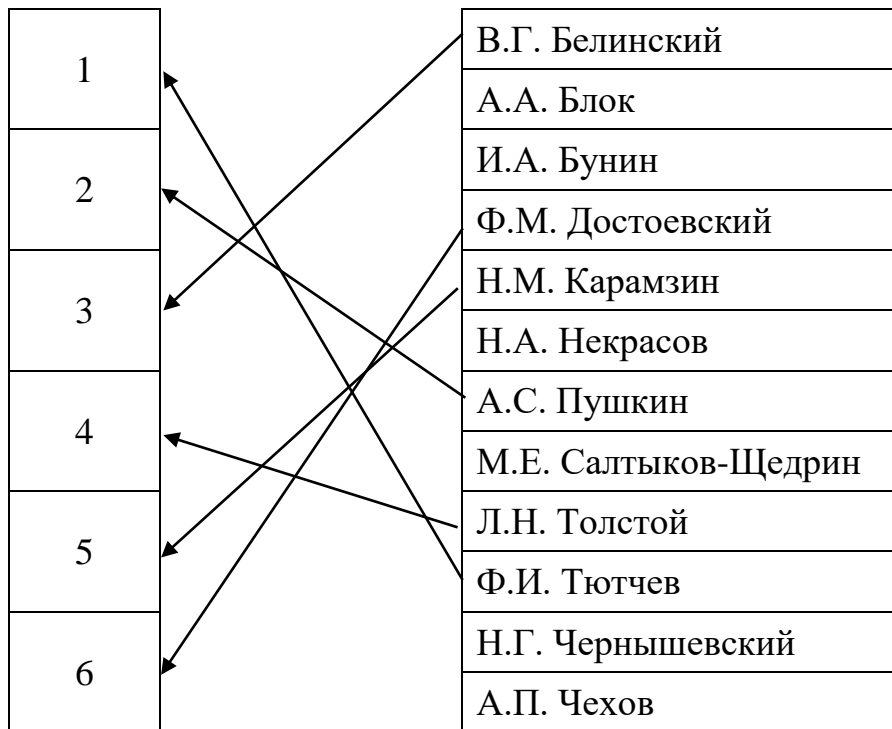 1
2
3
4
5
6
В.Г. Белинский
А.А. Блок
И.А. Бунин
Ф.М. Достоевский
Н.М. Карамзин
Н.А. Некрасов
А.С. Пушкин
М.Е. Салтыков-Щедрин
Л.Н. Толстой
Ф.И. Тютчев
Н.Г. Чернышевский
А.П. Чехов